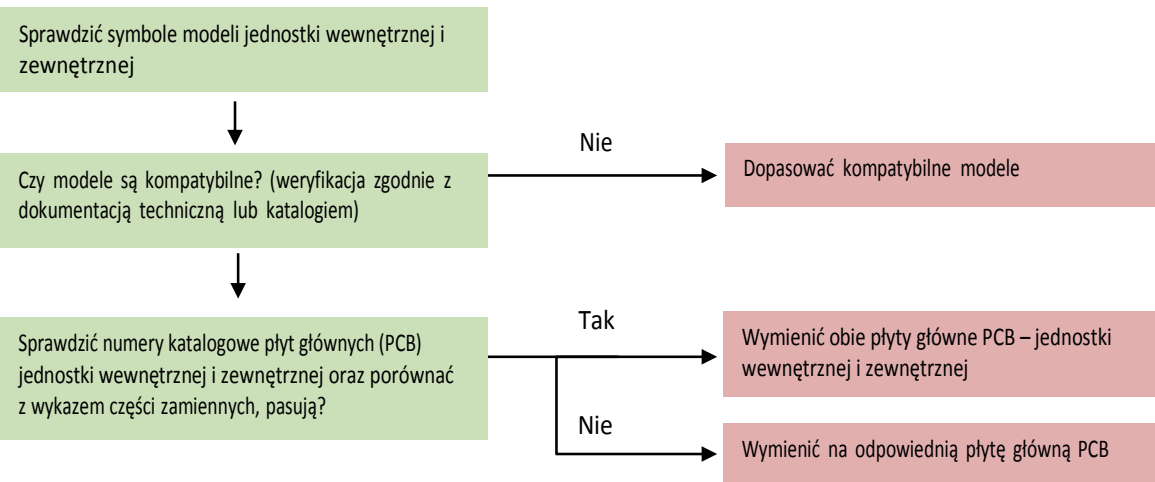 Sprawdzić symbole modeli jednostki wewnętrznej i
zewnętrznej
Nie
Czy modele są kompatybilne? (weryfikacja zgodnie z
dokumentacją techniczną lub katalogiem)
Dopasować kompatybilne modele
Tak
Sprawdzić numery katalogowe płyt głównych (PCB)
jednostki wewnętrznej i zewnętrznej oraz porównać
z wykazem części zamiennych, pasują?
Wymienić obie płyty główne PCB – jednostki
wewnętrznej i zewnętrznej
Nie
Wymienić na odpowiednią płytę główną PCB